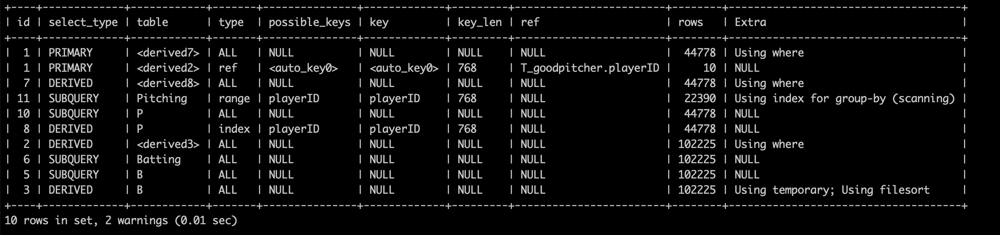 +----+-------------+------------+-------+---------------+-------------+---------+------------------------+--------+---------------------------------------+
| id | select_type | table      | type  | possible_keys | key         | key_len | ref                    | rows   | Extra                                 |
+----+-------------+------------+-------+---------------+-------------+---------+------------------------+--------+---------------------------------------+
|  1 | PRIMARY     | <derived7> | ALL   | NULL          | NULL        | NULL    | NULL                   |  44778 | Using where                           |
|  1 | PRIMARY     | <derived2> | ref   | <auto_key0>   | <auto_key0> | 768     | T_goodpitcher.playerID |     10 | NULL                                  |
|  7 | DERIVED     | <derived8> | ALL   | NULL          | NULL        | NULL    | NULL                   |  44778 | Using where                           |
| 11 | SUBQUERY    | Pitching   | range | playerID      | playerID    | 768     | NULL                   |  22390 | Using index for group-by (scanning) |
| 10 | SUBQUERY    | P          | ALL   | NULL          | NULL        | NULL    | NULL                   |  44778 | NULL                                  |
|  8 | DERIVED     | P          | index | playerID      | playerID    | 768     | NULL                   |  44778 | NULL                                  |
|  2 | DERIVED     | <derived3> | ALL   | NULL          | NULL        | NULL    | NULL                   | 102225 | Using where                           |
|  6 | SUBQUERY    | Batting    | ALL   | NULL          | NULL        | NULL    | NULL                   | 102225 | NULL                                  |
|  5 | SUBQUERY    | B          | ALL   | NULL          | NULL        | NULL    | NULL                   | 102225 | NULL                                  |
|  3 | DERIVED     | B          | ALL   | NULL          | NULL        | NULL    | NULL                   | 102225 | Using temporary; Using filesort       |
+----+-------------+------------+-------+---------------+-------------+---------+------------------------+--------+---------------------------------------+
10 rows in set, 2 warnings (0.01 sec)